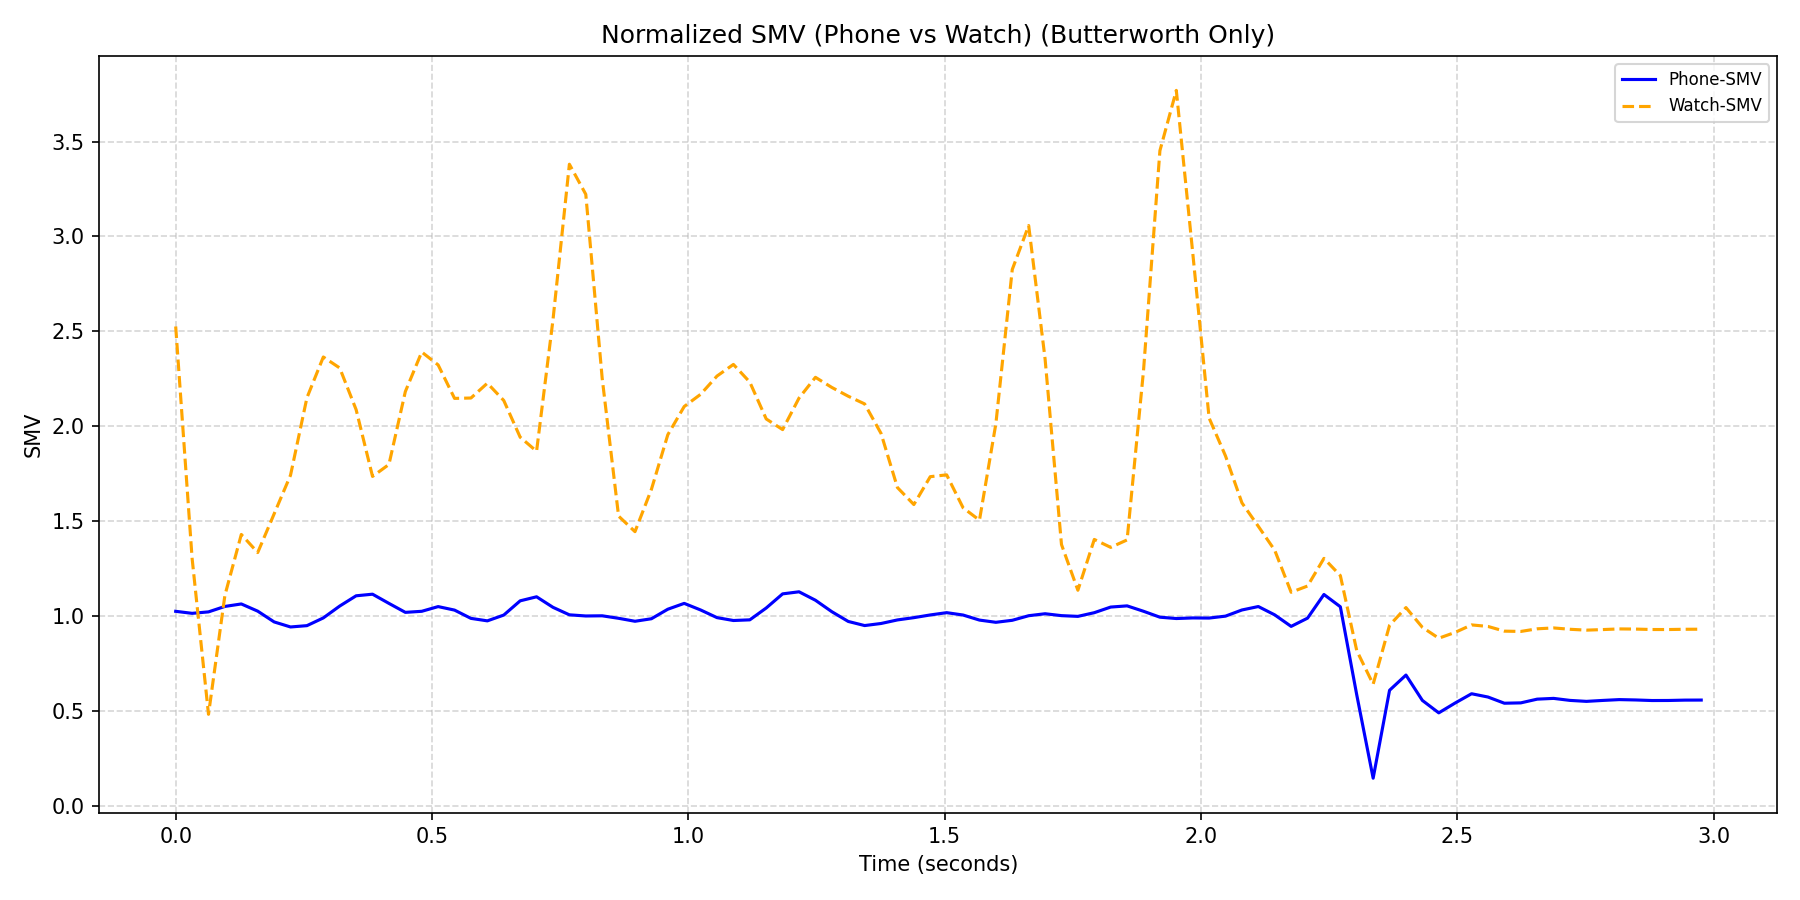 Normalized SMV (Phone vs Watch) (Butterworth Only)
Phone-SMV
Watch-SMV
SMV
3.5
3.0
2.5
2.0
1.5
1.0
0.5
0.0
0.0 0.5 1.0 1.5 2.0 2.5 3.0
Time (seconds)